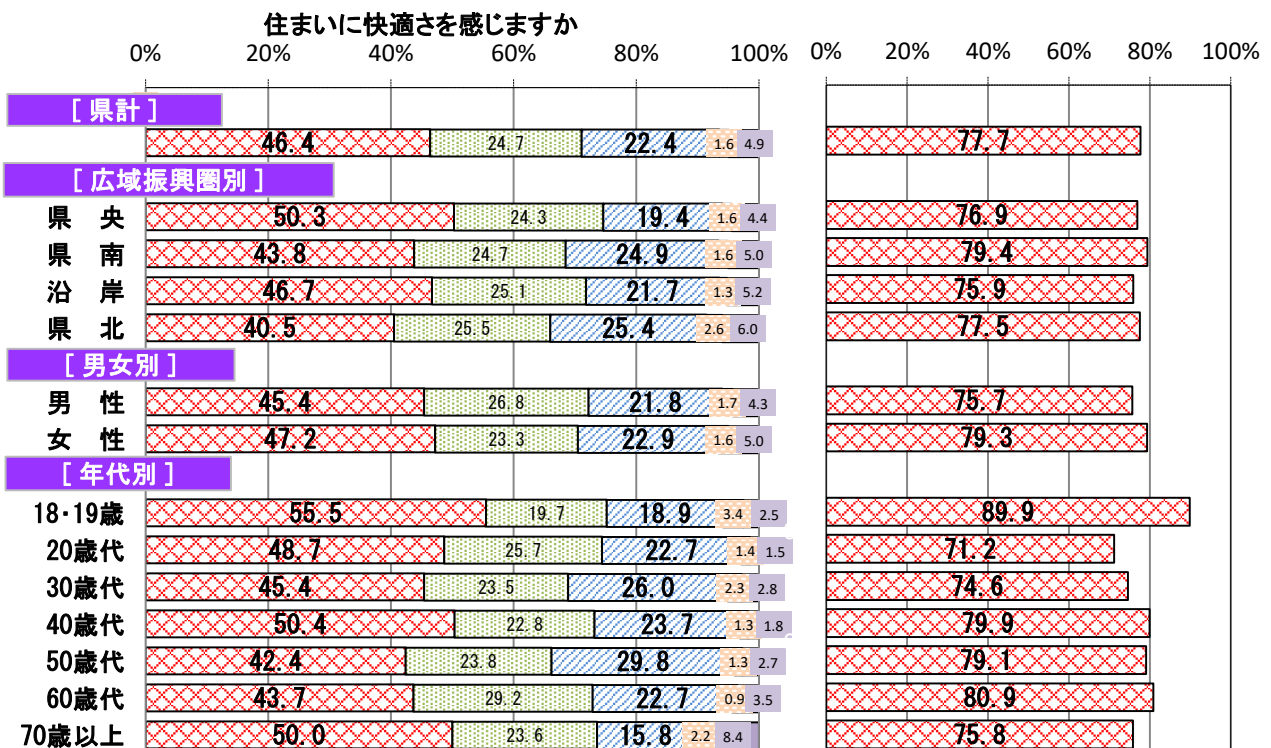 住まいに快適さを感じますか
0% 20% 40% 60% 80% 100% 0% 20% 40% 60% 80% 100%
[ 県計 ]
46.4 24.7 22.4 1.6 4.9 77.7
[ 広域振興圏別 ]
県 央 50.3 24.3 19.4 1.6 4.4 76.9
県 南 43.8 24.7 24.9 1.6 5.0 79.4
沿 岸 46.7 25.1 21.7 1.3 5.2 75.9
県 北 40.5 25.5 25.4 2.6 6.0 77.5
[ 男女別 ]
男 性 45.4 26.8 21.8 1.7 4.3 75.7
女 性 47.2 23.3 22.9 1.6 5.0 79.3
[ 年代別 ]
18・19歳 55.5 19.7 18.9 3.4 2.5 89.9
20歳代 48.7 25.7 22.7 1.4 1.5 71.2
30歳代 45.4 23.5 26.0 2.3 2.8 74.6
40歳代 50.4 22.8 23.7 1.3 1.8 79.9
50歳代 42.4 23.8 29.8 1.3 2.7 79.1
60歳代 43.7 29.2 22.7 0.9 3.5 80.9
70歳以上 50.0 23.6 15.8 2.2 8.4 75.8